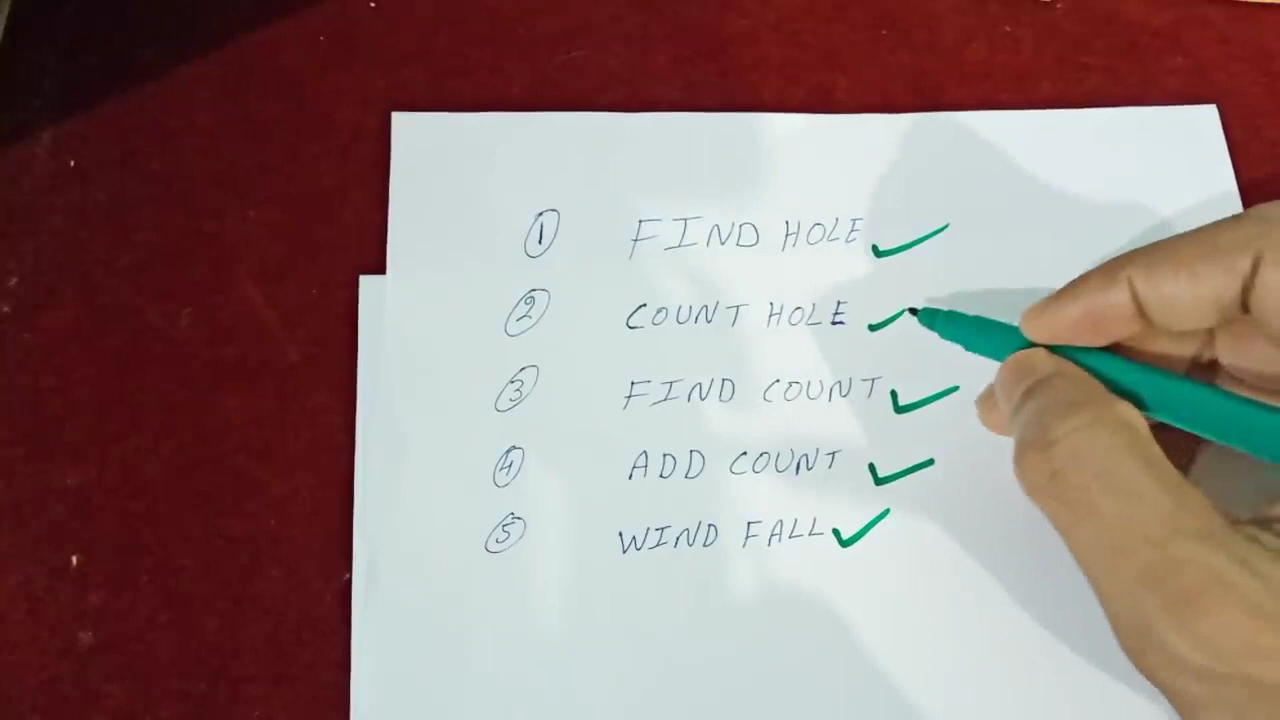 ① FIND HOLE ✓
② COUNT HOLE ✓
③ FIND COUNT ✓
④ ADD COUNT ✓
⑤ WIND FALL ✓